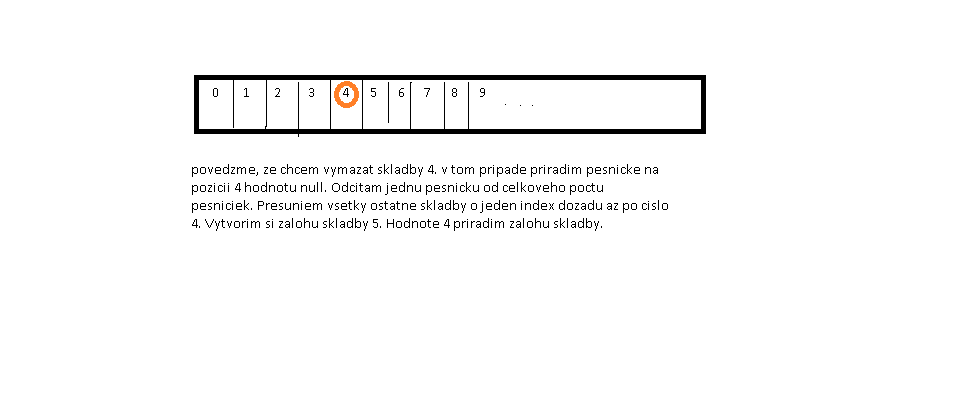 0 1 2 3 4 5 6 7 8 9 . . .
povedzme, ze chcem vymazat skladby 4. v tom pripade priradim pesnicke na
pozicii 4 hodnotu null. Odcitam jednu pesnicku od celkoveho poctu
pesniciek. Presuniem vsetky ostatne skladby o jeden index dozadu az po cislo
4. Vytvorim si zalohu skladby 5. Hodnote 4 priradim zalohu skladby.